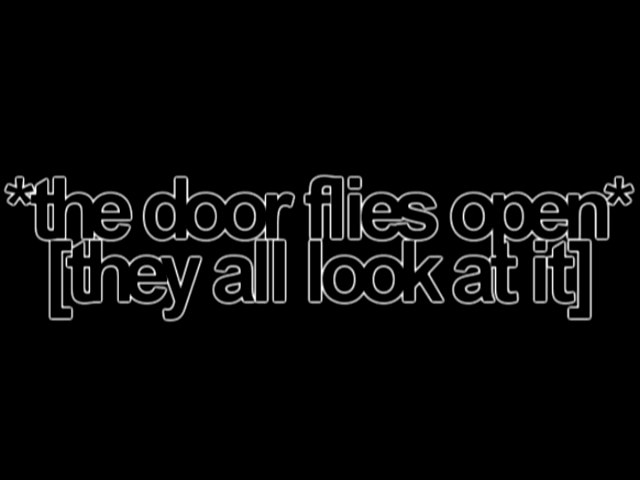 *the door flies open*
[they all look at it]